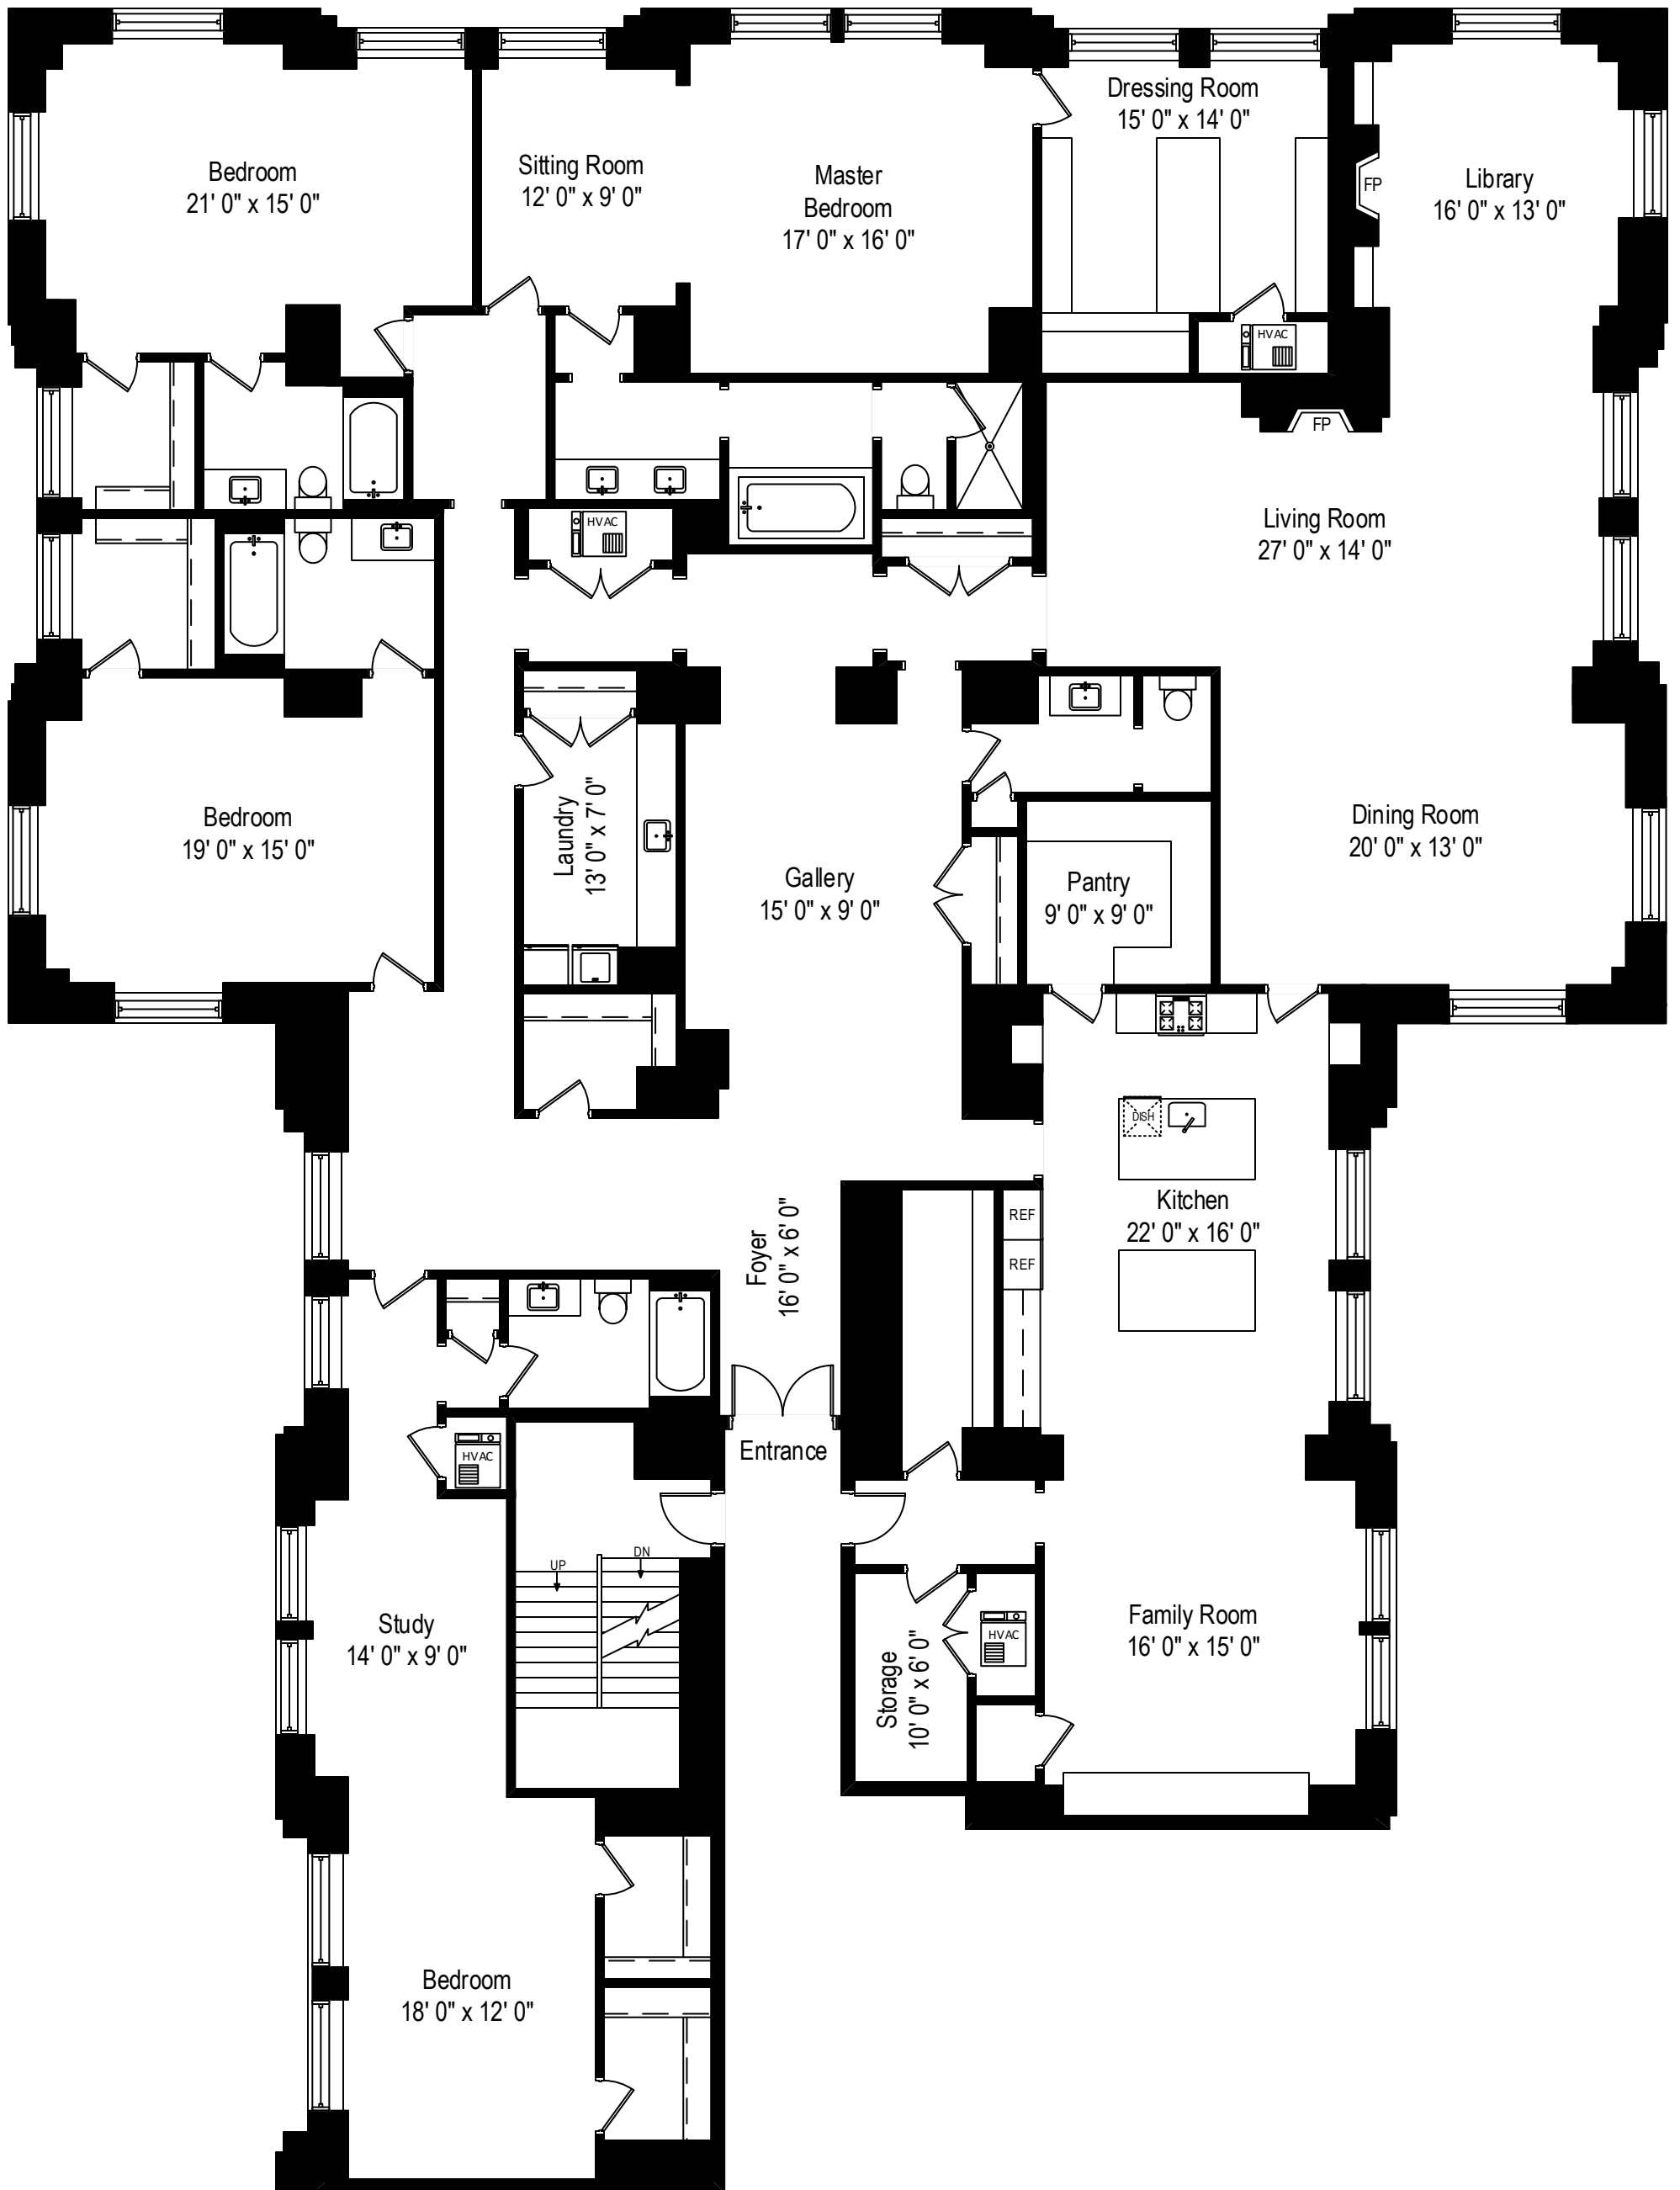 Dressing Room
15' 0" x 14' 0"
Bedroom
21' 0" x 15' 0"
Sitting Room
12' 0" x 9' 0"
Master
Bedroom
17' 0" x 16' 0"
FP
Library
16' 0" x 13' 0"
HVAC
FP
HVAC
Living Room
27' 0" x 14' 0"
Bedroom
19' 0" x 15' 0"
Laundry
13' 0" x 7' 0"
Gallery
15' 0" x 9' 0"
Pantry
9' 0" x 9' 0"
Dining Room
20' 0" x 13' 0"
DISH
Kitchen
22' 0" x 16' 0"
REF
REF
Foyer
16' 0" x 6' 0"
Entrance
HVAC
UP
DN
Study
14' 0" x 9' 0"
Storage
10' 0" x 6' 0"
HVAC
Family Room
16' 0" x 15' 0"
Bedroom
18' 0" x 12' 0"